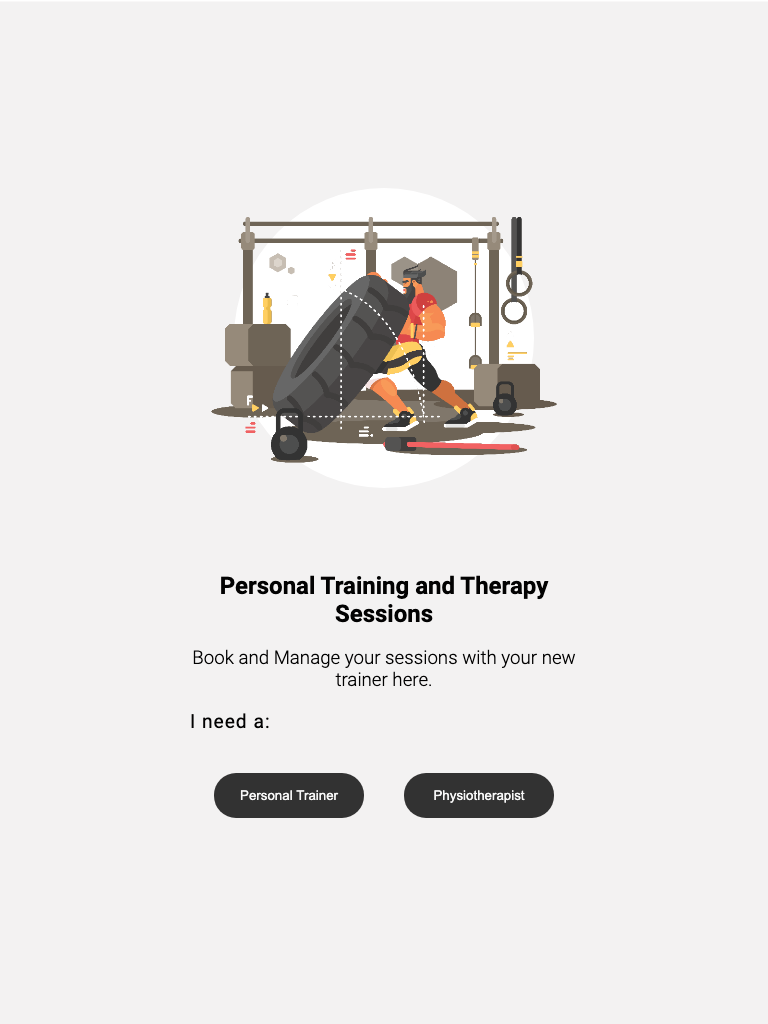 Personal Training and Therapy
Sessions
Book and Manage your sessions with your new
trainer here.
I need a:
Personal Trainer
Physiotherapist